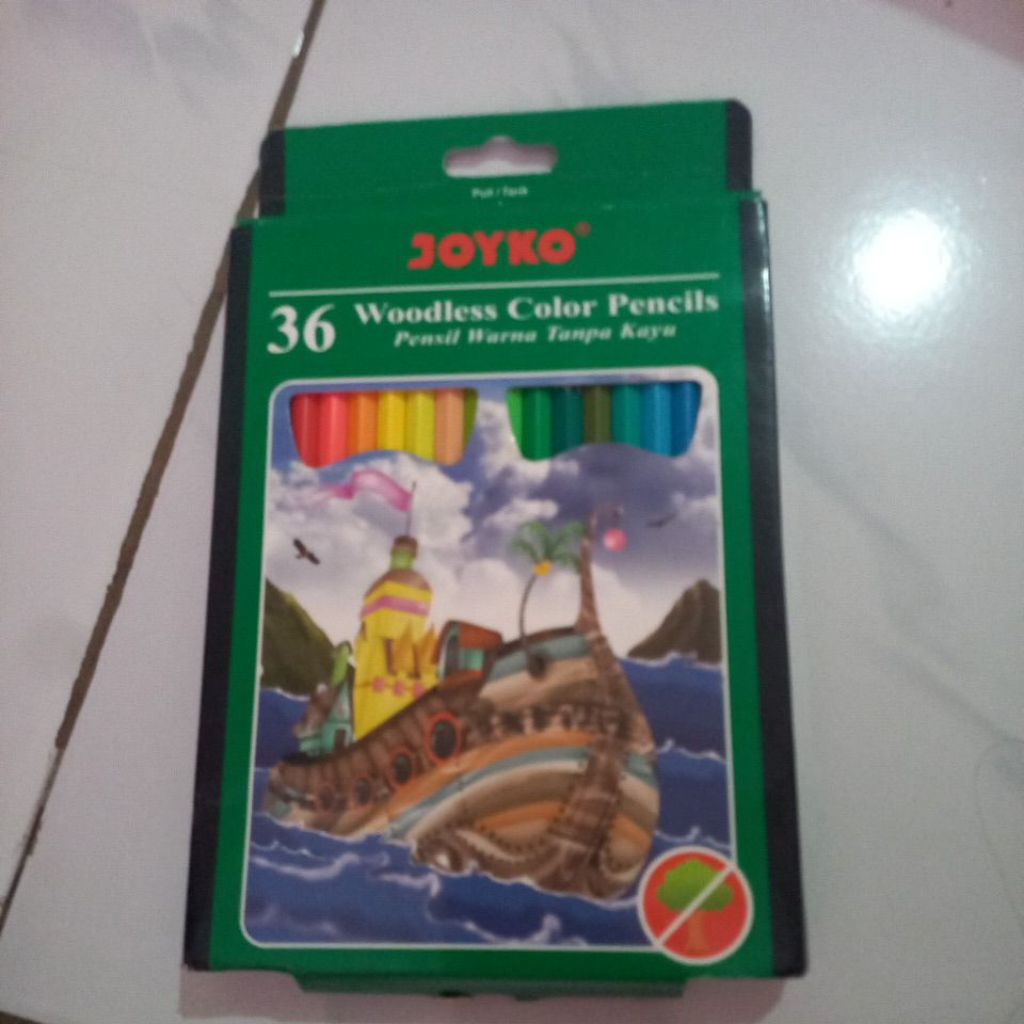 Pull / Tarik
JOYKO®
36 Woodless Color Pencils
Pensil Warna Tanpa Kayu